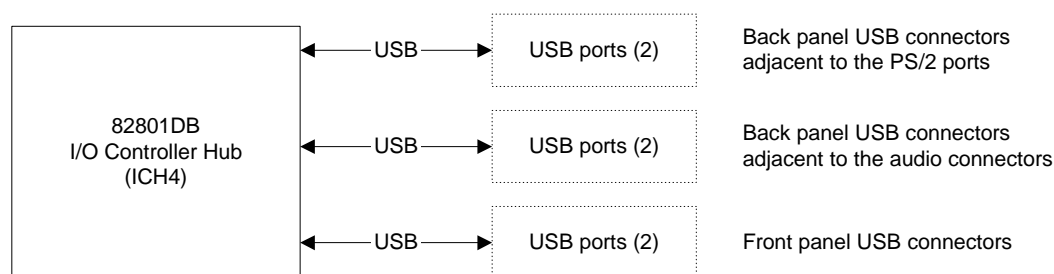 82801DB
I/O Controller Hub
(ICH4)
USB
USB ports (2)
Back panel USB connectors
adjacent to the PS/2 ports
USB
USB ports (2)
Back panel USB connectors
adjacent to the audio connectors
USB
USB ports (2)
Front panel USB connectors